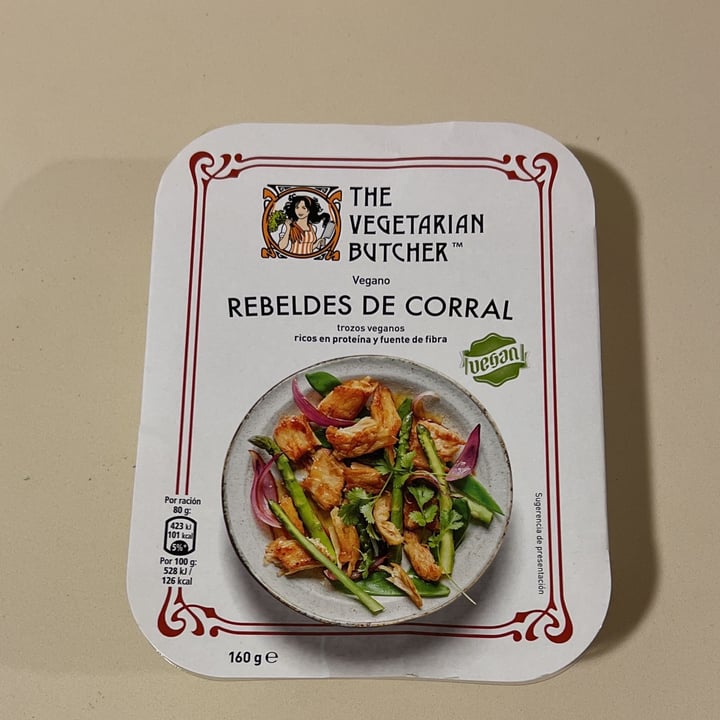 THE
VEGETARIAN
BUTCHER™
Vegano
REBELDES DE CORRAL
trozos veganos
ricos en proteína y fuente de fibra
vegan
Por ración
80 g:
423 kJ
101 kcal
5%*
Por 100 g:
528 kJ /
126 kcal
Sugerencia de presentación
160 g ℮